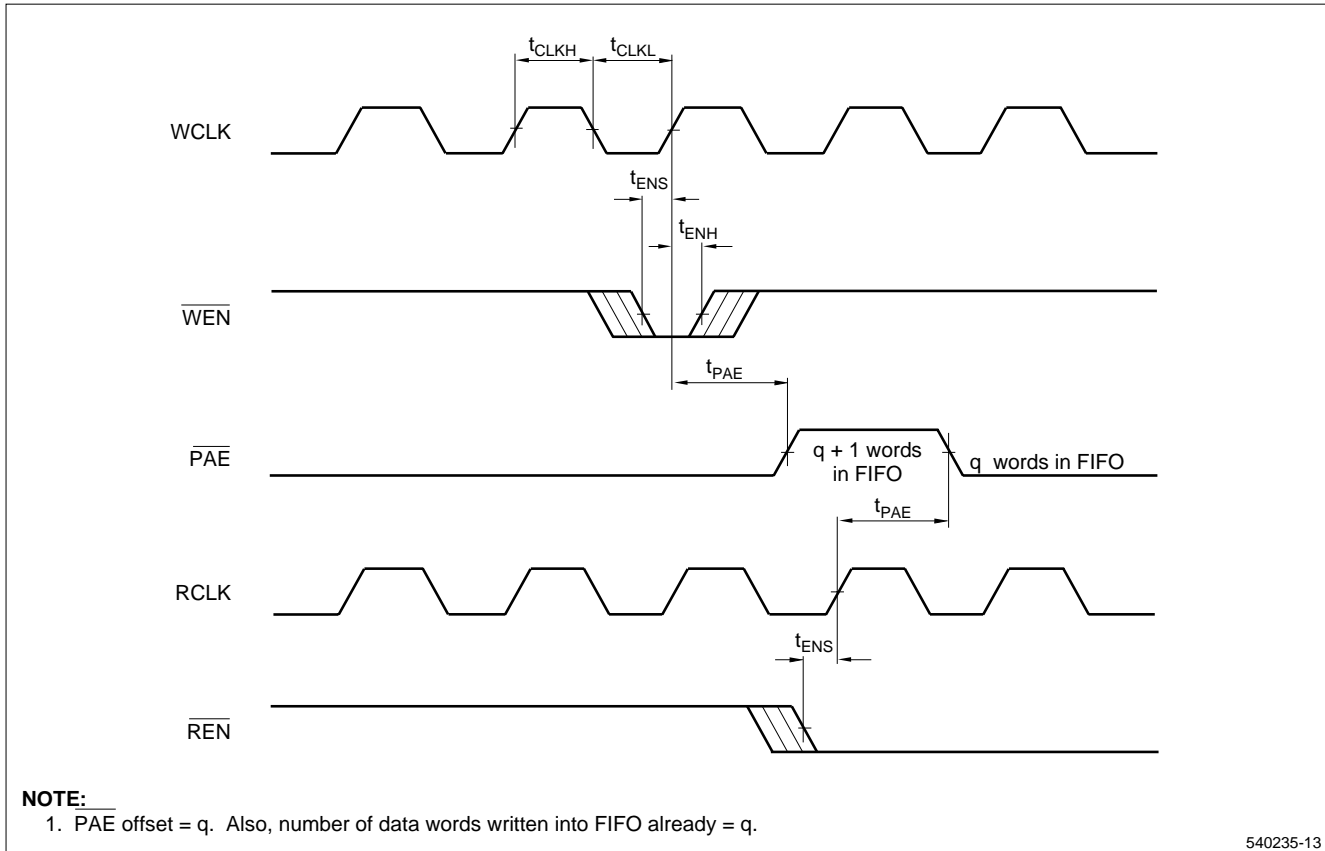 tCLKH tCLKL
WCLK
tENS
tENH
WEN
tPAE
PAE
q + 1 words
in FIFO
q words in FIFO
tPAE
RCLK
tENS
REN
NOTE:
1. PAE offset = q. Also, number of data words written into FIFO already = q.
540235-13